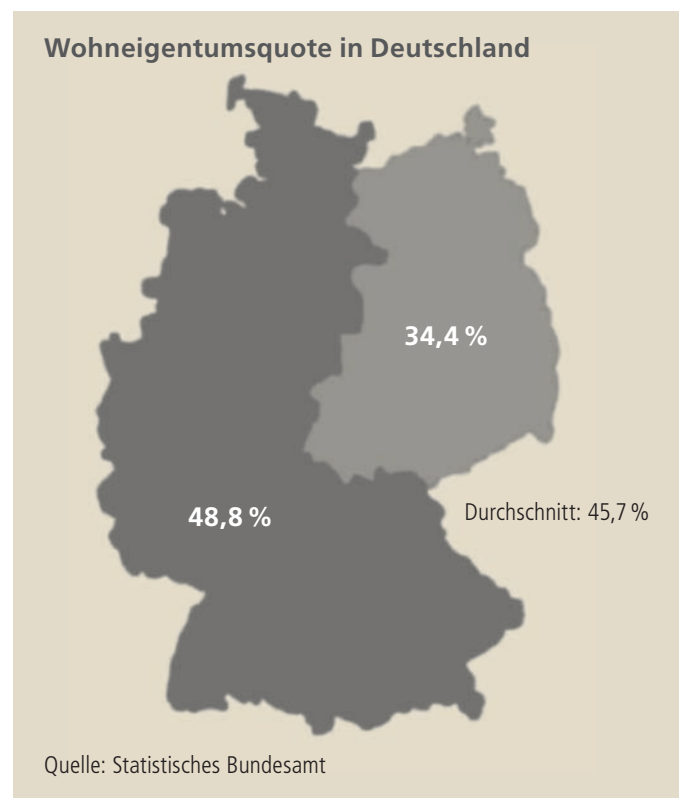 Wohneigentumsquote in Deutschland
34,4 %
48,8 %
Durchschnitt: 45,7 %
Quelle: Statistisches Bundesamt